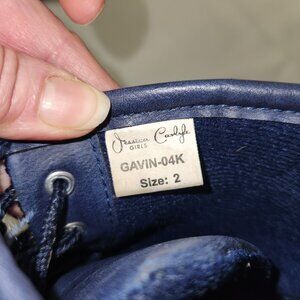 Jessica Carlyle
GIRLS
GAVIN-04K
Size: 2